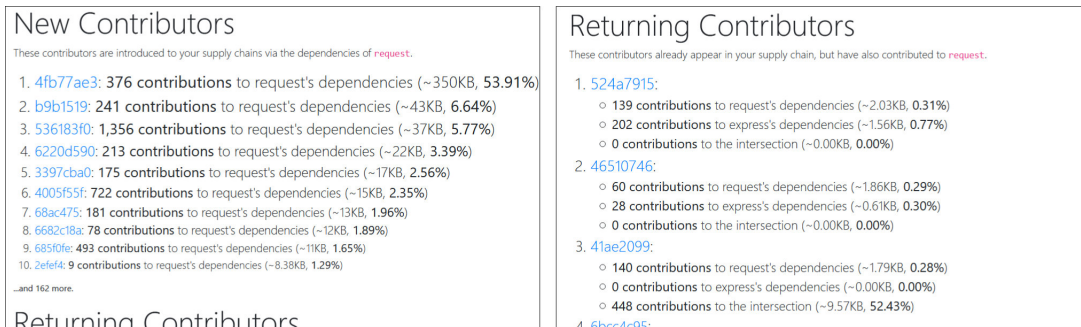 New Contributors
These contributors are introduced to your supply chains via the dependencies of request.
1. 4fb77ae3: 376 contributions to request's dependencies (~350KB, 53.91%)
2. b9b1519: 241 contributions to request's dependencies (~43KB, 6.64%)
3. 536183f0: 1,356 contributions to request's dependencies (~37KB, 5.77%)
4. 6220d590: 213 contributions to request's dependencies (~22KB, 3.39%)
5. 3397cba0: 175 contributions to request's dependencies (~17KB, 2.56%)
6. 4005f55f: 722 contributions to request's dependencies (~15KB, 2.35%)
7. 68ac475: 181 contributions to request's dependencies (~13KB, 1.96%)
8. 6682c18a: 78 contributions to request's dependencies (~12KB, 1.89%)
9. 685f0fe: 493 contributions to request's dependencies (~11KB, 1.65%)
10. 2efef4: 9 contributions to request's dependencies (~8.38KB, 1.29%)
...and 162 more.
Returning Contributors
Returning Contributors
These contributors already appear in your supply chain, but have also contributed to request.
1. 524a7915:
○ 139 contributions to request's dependencies (~2.03KB, 0.31%)
○ 202 contributions to express's dependencies (~1.56KB, 0.77%)
○ 0 contributions to the intersection (~0.00KB, 0.00%)
2. 46510746:
○ 60 contributions to request's dependencies (~1.86KB, 0.29%)
○ 28 contributions to express's dependencies (~0.61KB, 0.30%)
○ 0 contributions to the intersection (~0.00KB, 0.00%)
3. 41ae2099:
○ 140 contributions to request's dependencies (~1.79KB, 0.28%)
○ 0 contributions to express's dependencies (~0.00KB, 0.00%)
○ 448 contributions to the intersection (~9.57KB, 52.43%)
4. 6bcc4c95: